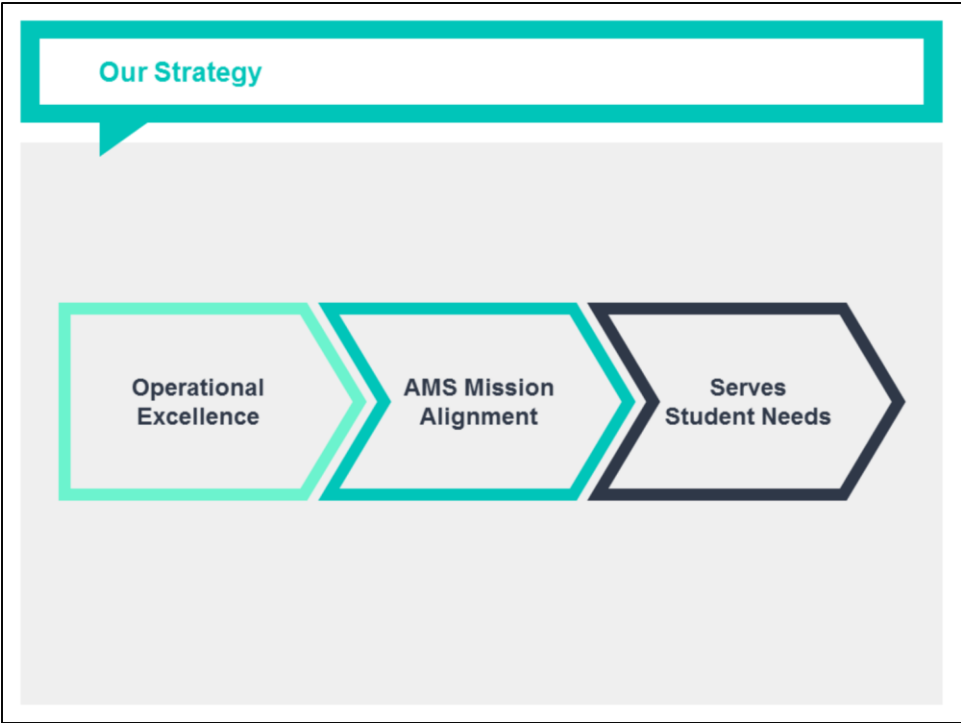 Our Strategy
Operational
Excellence
AMS Mission
Alignment
Serves
Student Needs